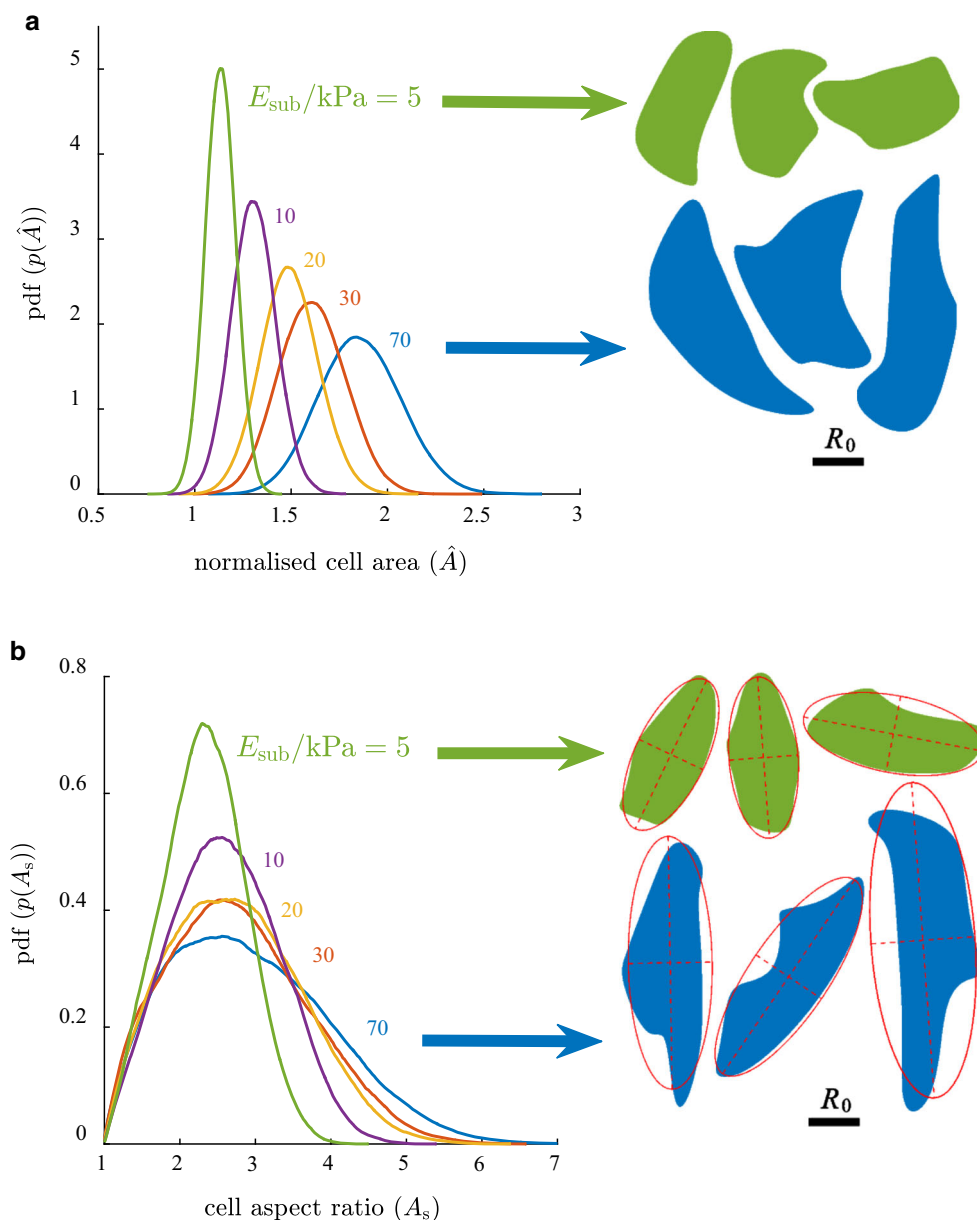 a
5
4
3
2
1
0
pdf (p(Â))
E_sub/kPa = 5
10
20
30
70
R_0
0.5 1 1.5 2 2.5 3
normalised cell area (Â)
b
0.8
0.6
0.4
0.2
0
pdf (p(A_s))
E_sub/kPa = 5
10
20
30
70
R_0
1 2 3 4 5 6 7
cell aspect ratio (A_s)